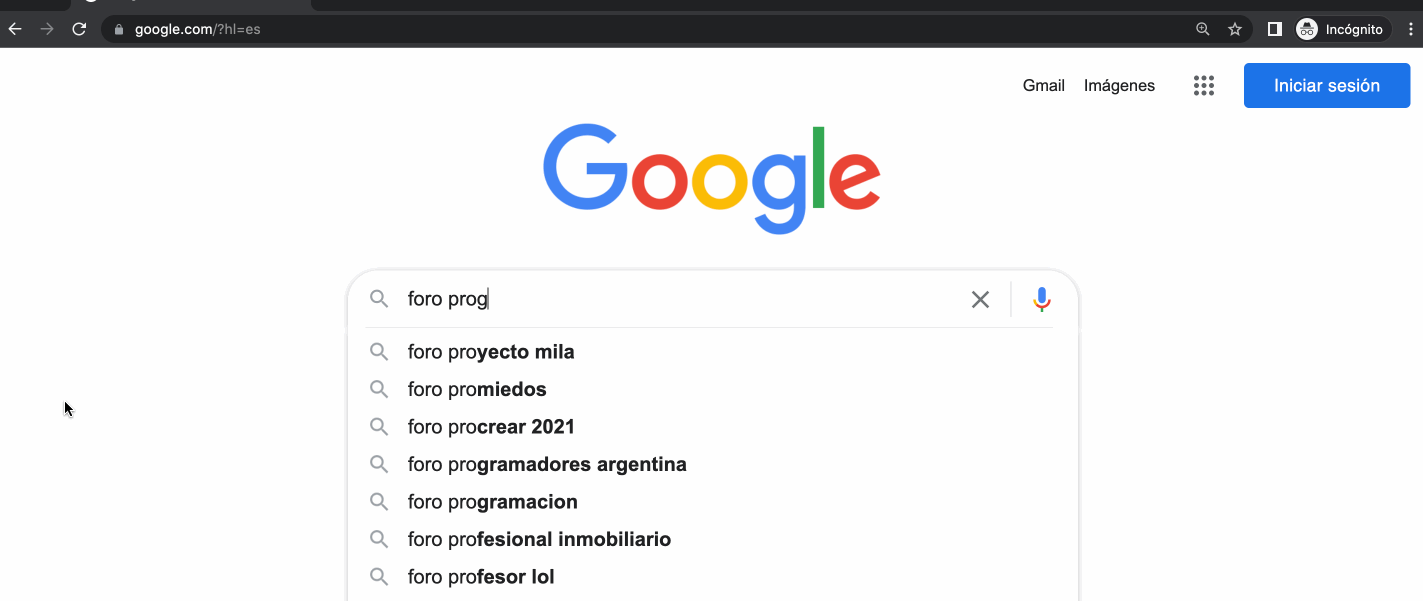 google.com/?hl=es
Incógnito
Gmail Imágenes
Iniciar sesión
Google
foro prog
foro proyecto mila
foro promiedos
foro procrear 2021
foro programadores argentina
foro programacion
foro profesional inmobiliario
foro profesor lol